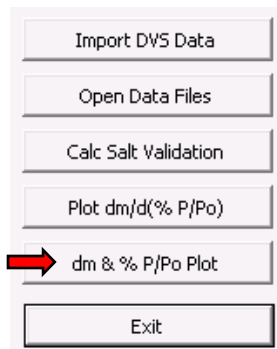 Import DVS Data
Open Data Files
Calc Salt Validation
Plot dm/d(% P/Po)
dm & % P/Po Plot
Exit